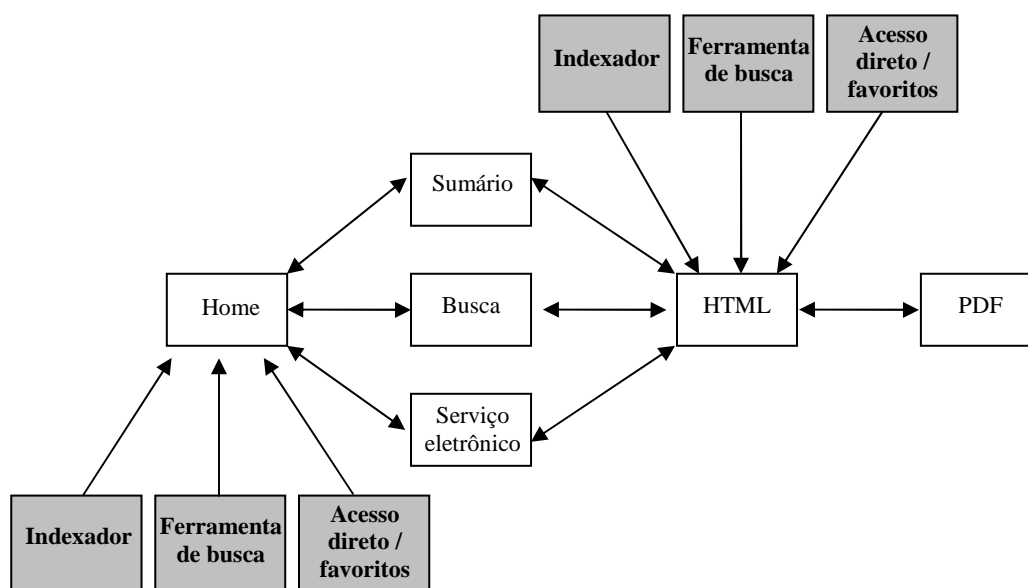 Indexador
Ferramenta
de busca
Acesso
direto /
favoritos
Sumário
Home
Busca
HTML
PDF
Serviço
eletrônico
Indexador
Ferramenta
de busca
Acesso
direto /
favoritos